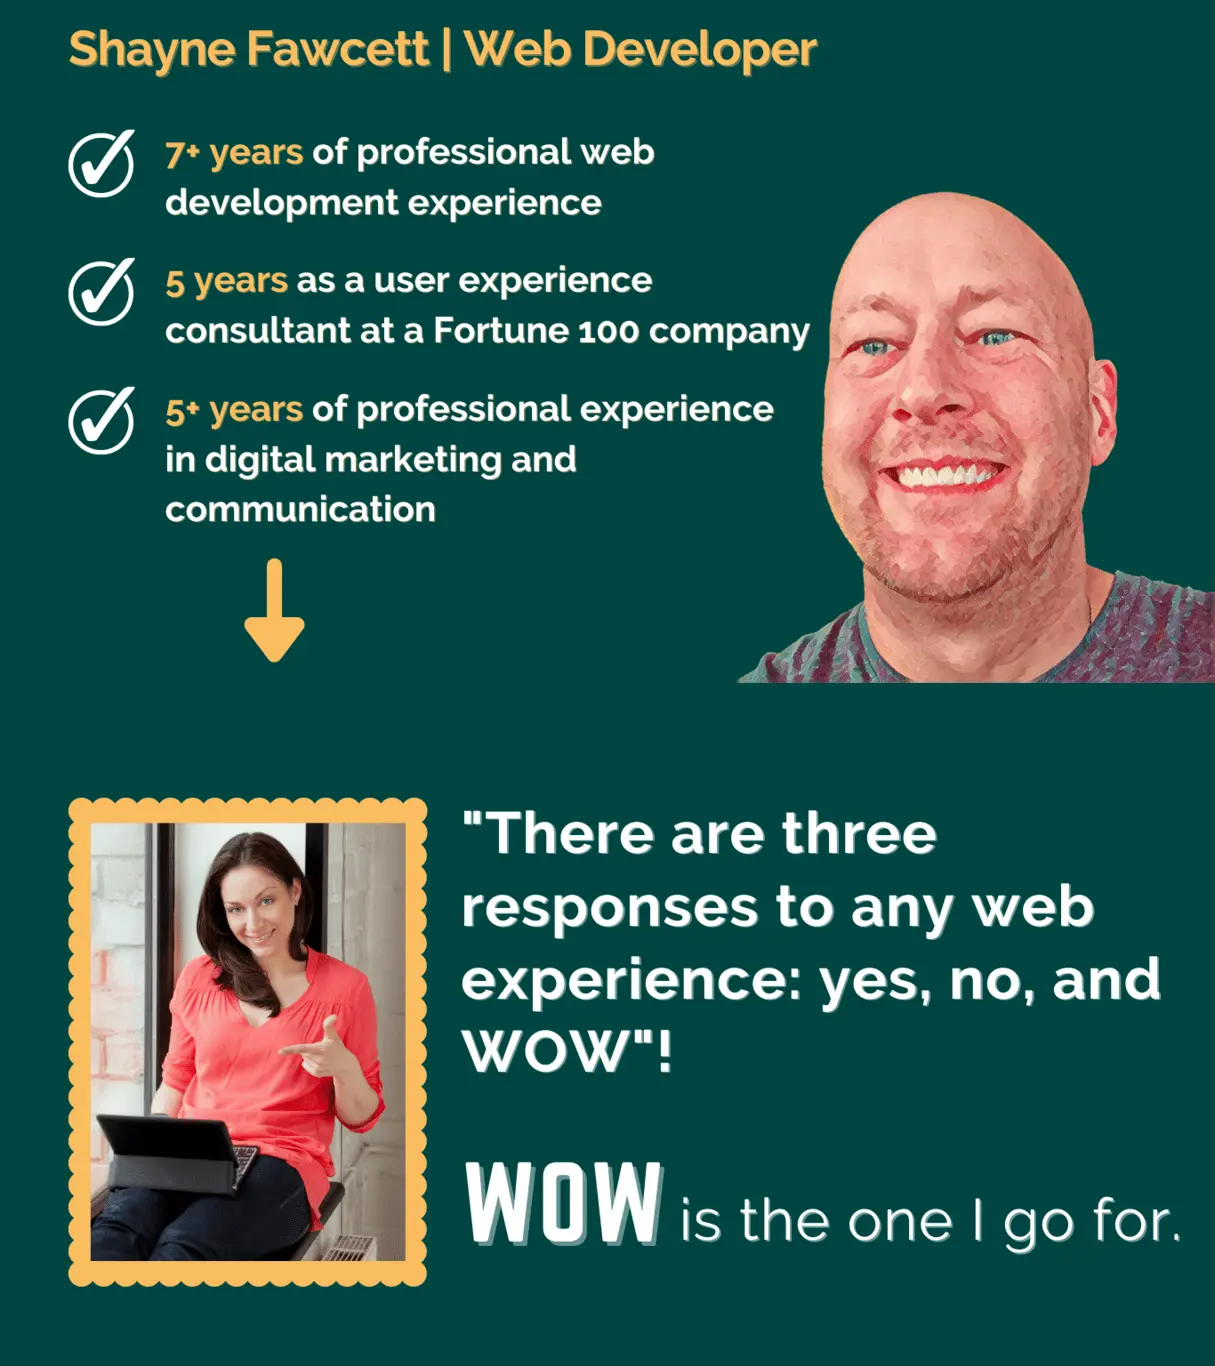 Shayne Fawcett | Web Developer
7+ years of professional web
development experience
5 years as a user experience
consultant at a Fortune 100 company
5+ years of professional experience
in digital marketing and
communication
"There are three
responses to any web
experience: yes, no, and
WOW"!
WOW is the one I go for.